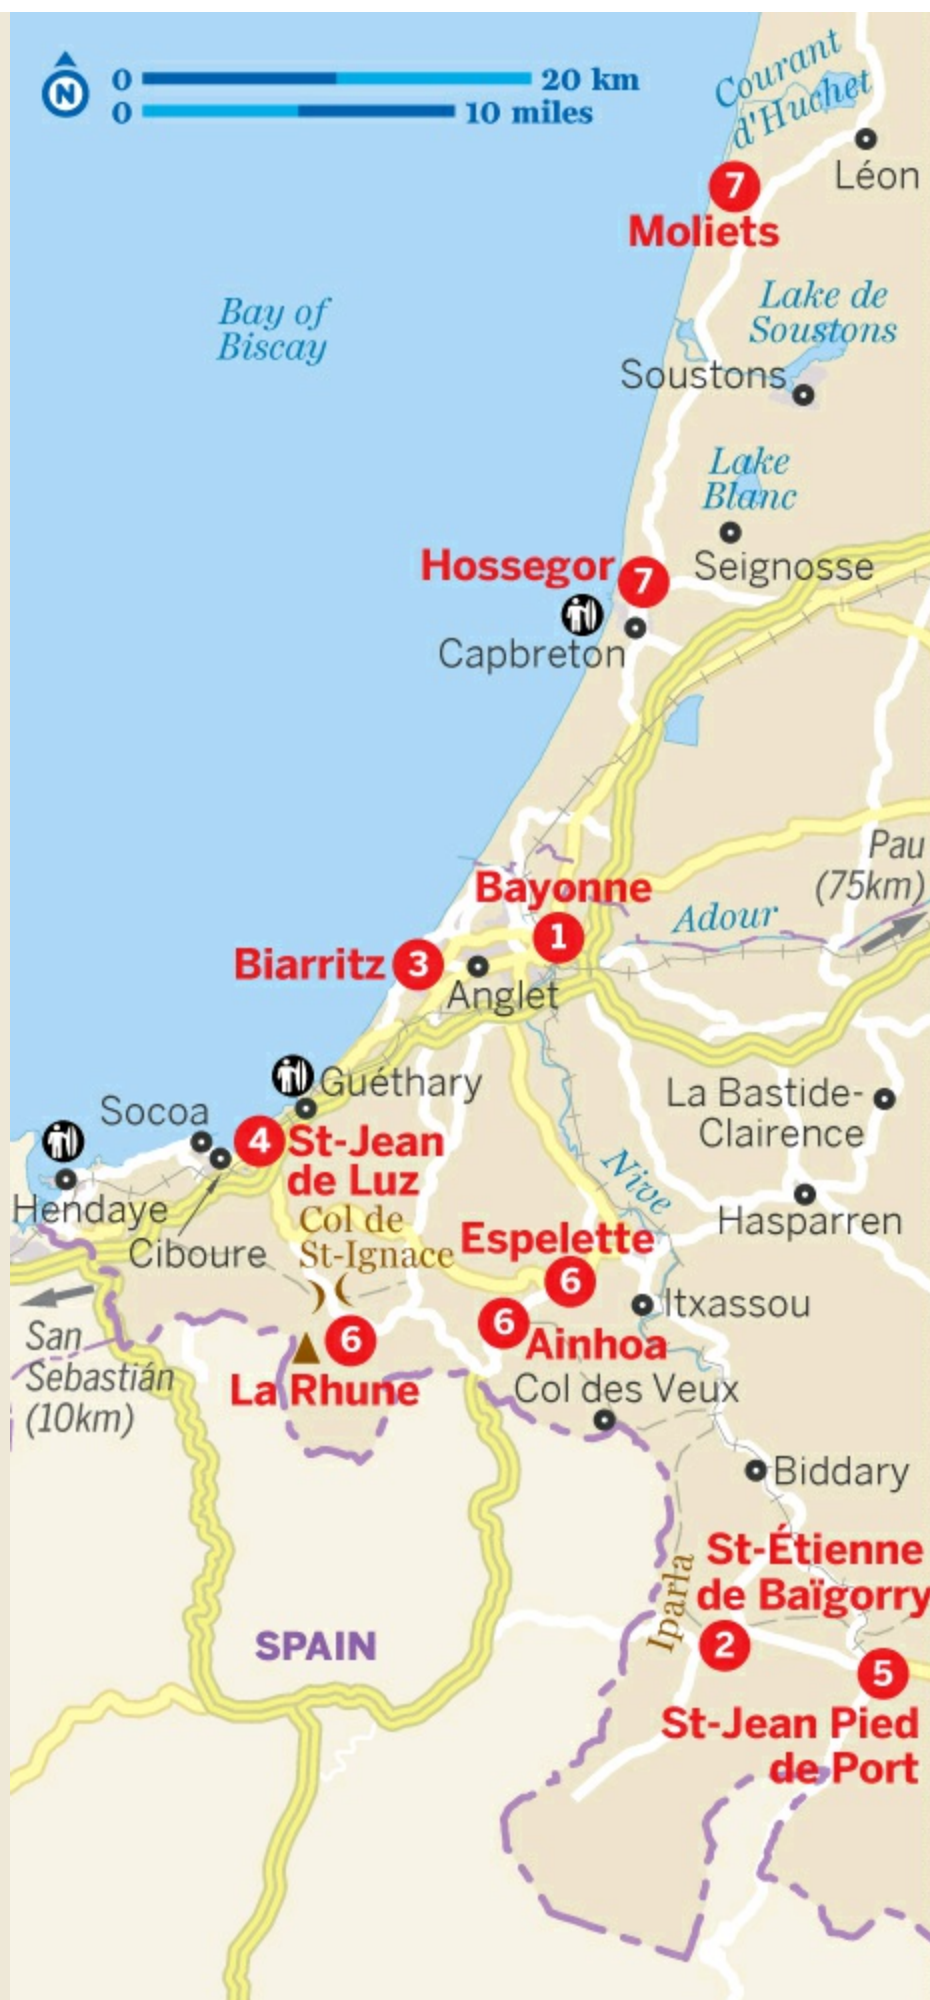 N
0 20 km
0 10 miles
Courant
d'Huchet
Léon
7
Moliets
Bay of
Biscay
Lake de
Soustons
Soustons
Lake
Blanc
Seignosse
Hossegor
7
Capbreton
Pau
(75km)
Bayonne
1
Adour
Biarritz 3
Anglet
Guéthary
Socoa
La Bastide-
Clairence
4 St-Jean
de Luz
Hendaye
Nive
Hasparren
Ciboure
Col de
St-Ignace
Espelette
6
Itxassou
6
Ainhoa
San
Sebastián
(10km)
6
La Rhune
Col des Veux
Biddary
St-Étienne
de Baïgorry
Iparla
2
SPAIN
5
St-Jean Pied
de Port